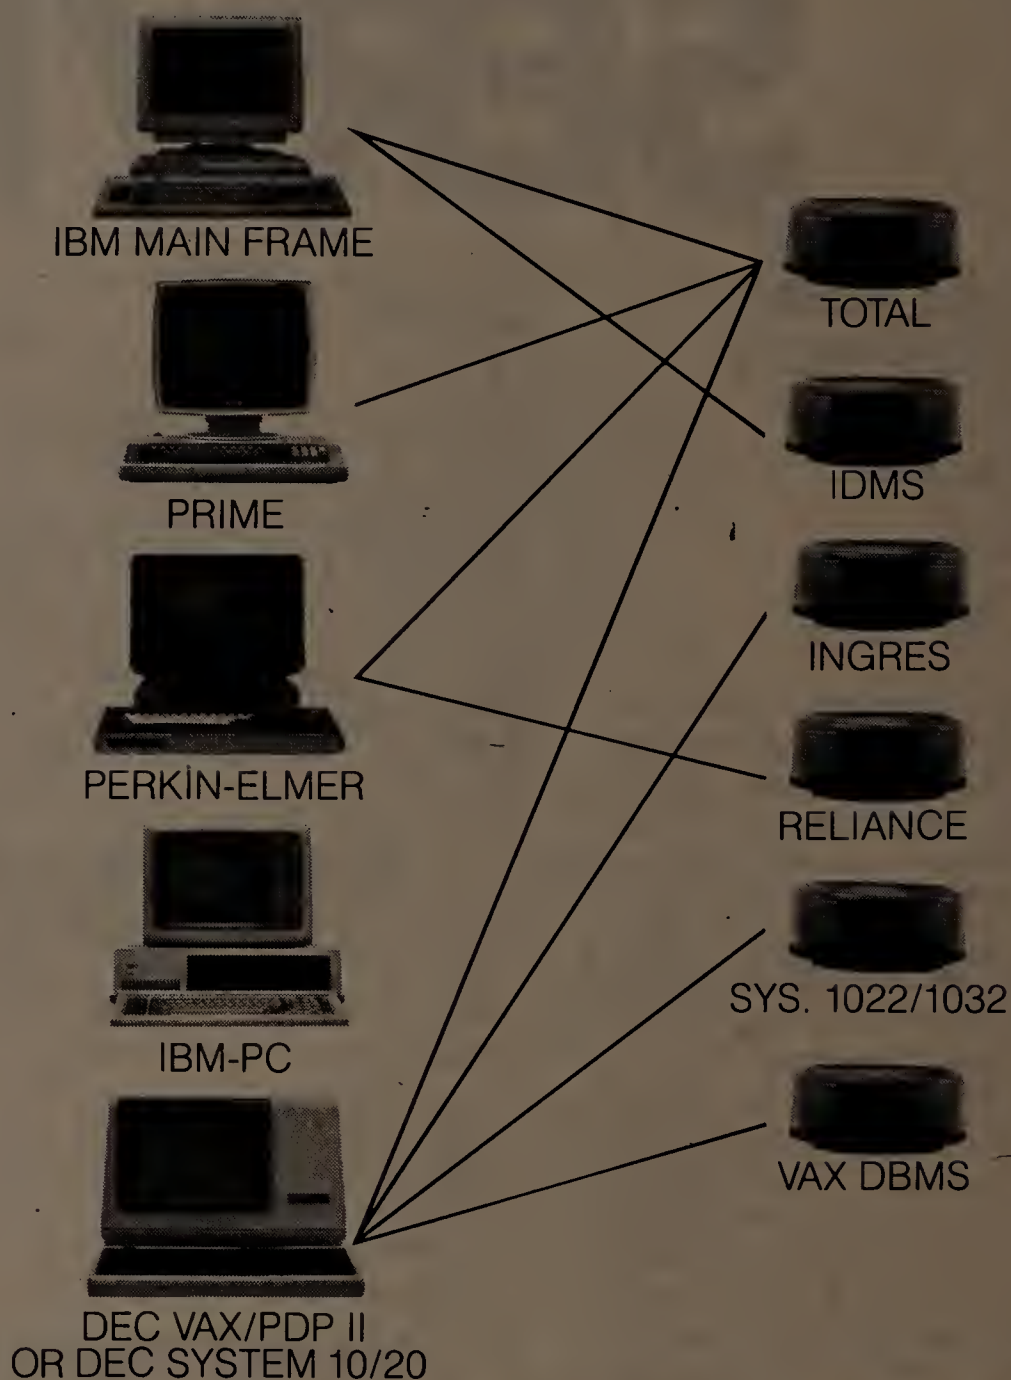 IBM MAIN FRAME
PRIME
PERKIN-ELMER
IBM-PC
DEC VAX/PDP II
OR DEC SYSTEM 10/20
TOTAL
IDMS
INGRES
RELIANCE
SYS. 1022/1032
VAX DBMS